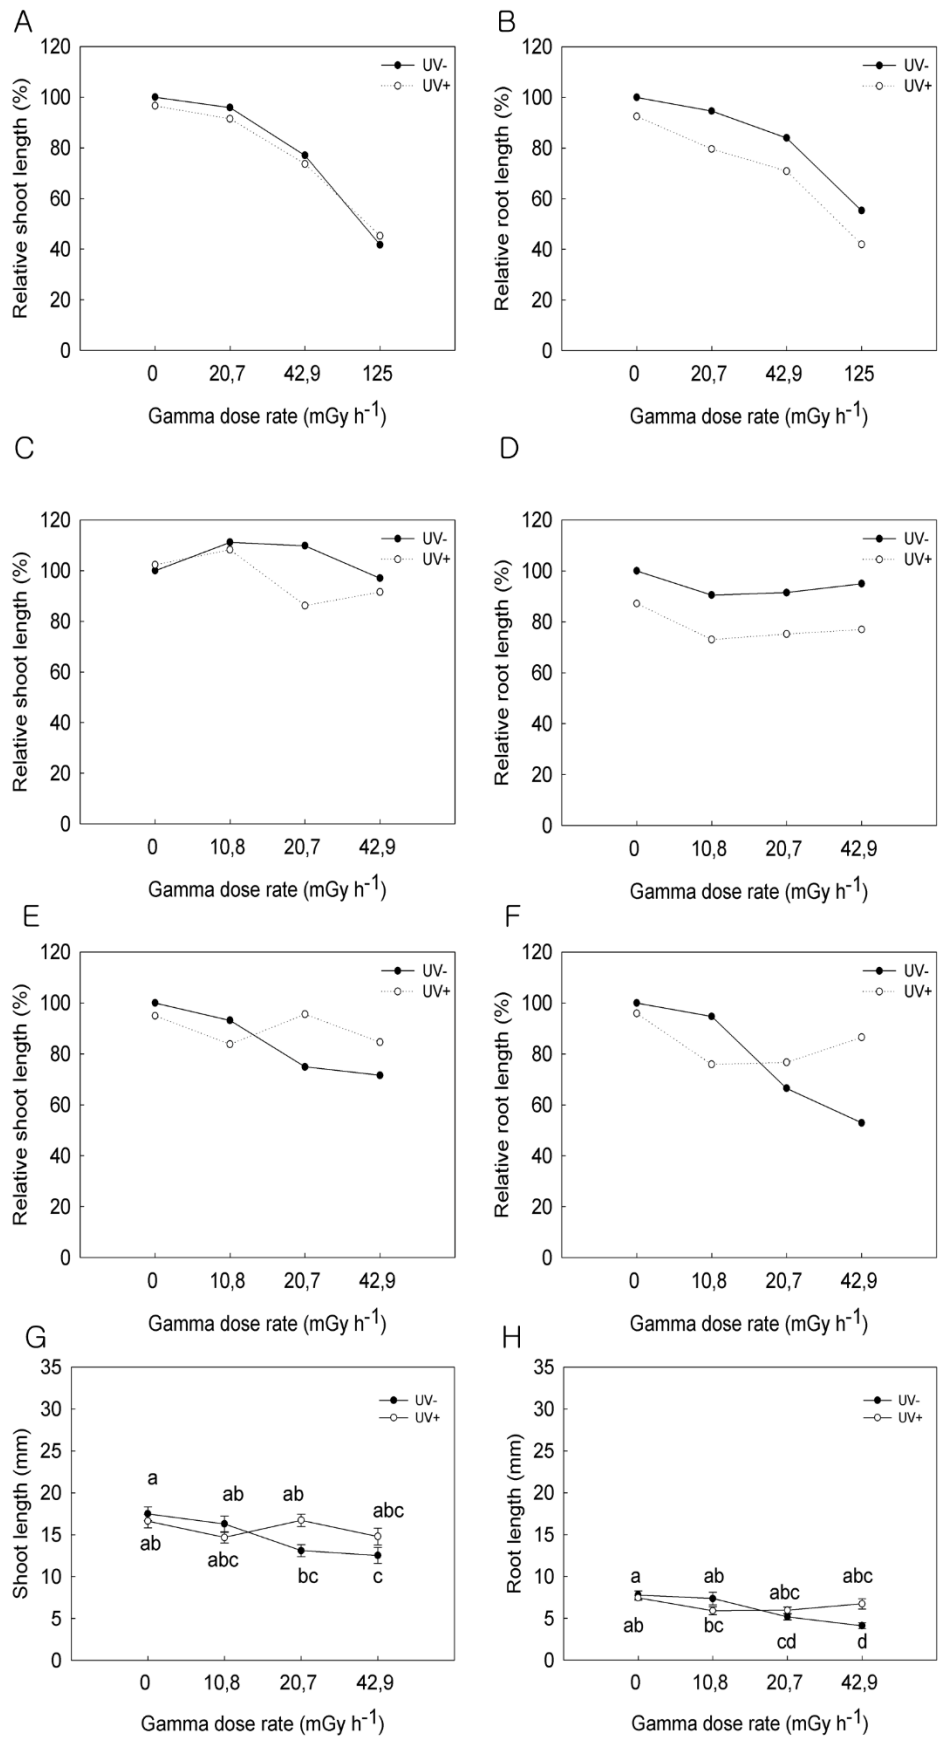 A
120
100
80
60
40
20
0
Relative shoot length (%)
UV-
UV+
0 20,7 42,9 125
Gamma dose rate (mGy h-1)
B
120
100
80
60
40
20
0
Relative root length (%)
UV-
UV+
0 20,7 42,9 125
Gamma dose rate (mGy h-1)
C
120
100
80
60
40
20
0
Relative shoot length (%)
UV-
UV+
0 10,8 20,7 42,9
Gamma dose rate (mGy h-1)
D
120
100
80
60
40
20
0
Relative root length (%)
UV-
UV+
0 10,8 20,7 42,9
Gamma dose rate (mGy h-1)
E
120
100
80
60
40
20
0
Relative shoot length (%)
UV-
UV+
0 10,8 20,7 42,9
Gamma dose rate (mGy h-1)
F
120
100
80
60
40
20
0
Relative root length (%)
UV-
UV+
0 10,8 20,7 42,9
Gamma dose rate (mGy h-1)
G
35
30
25
20
15
10
5
0
Shoot length (mm)
UV-
UV+
a ab ab abc
ab abc bc c
0 10,8 20,7 42,9
Gamma dose rate (mGy h-1)
H
35
30
25
20
15
10
5
0
Root length (mm)
UV-
UV+
a ab abc abc
ab bc cd d
0 10,8 20,7 42,9
Gamma dose rate (mGy h-1)